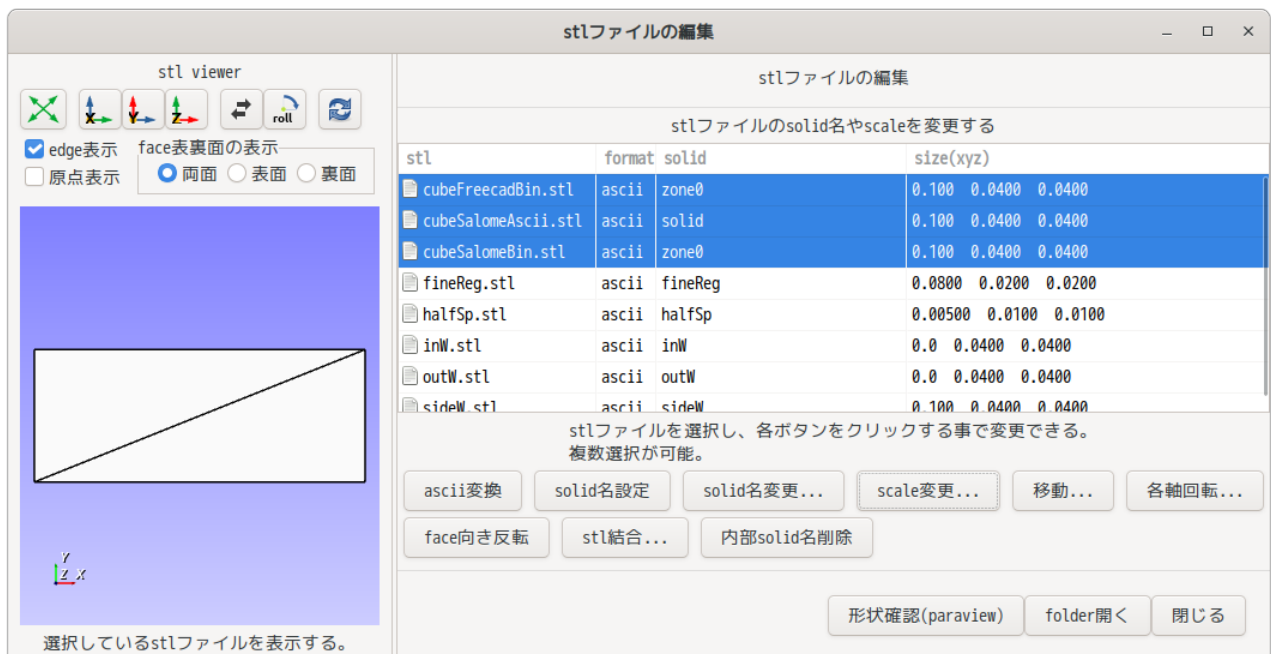 stlファイルの編集
stl viewer
X Y Z roll
edge表示
原点表示
face表裏面の表示
両面 表面 裏面
Y
Z X
選択しているstlファイルを表示する。
stlファイルの編集
stlファイルのsolid名やscaleを変更する
stl format solid size(xyz)
cubeFreecadBin.stl ascii zone0 0.100 0.0400 0.0400
cubeSalomeAscii.stl ascii solid 0.100 0.0400 0.0400
cubeSalomeBin.stl ascii zone0 0.100 0.0400 0.0400
fineReg.stl ascii fineReg 0.0800 0.0200 0.0200
halfSp.stl ascii halfSp 0.00500 0.0100 0.0100
inW.stl ascii inW 0.0 0.0400 0.0400
outW.stl ascii outW 0.0 0.0400 0.0400
sideW.stl ascii sideW 0.100 0.0400 0.0400
stlファイルを選択し、各ボタンをクリックする事で変更できる。
複数選択が可能。
ascii変換 solid名設定 solid名変更... scale変更... 移動... 各軸回転...
face向き反転 stl結合... 内部solid名削除
形状確認(paraview) folder開く 閉じる